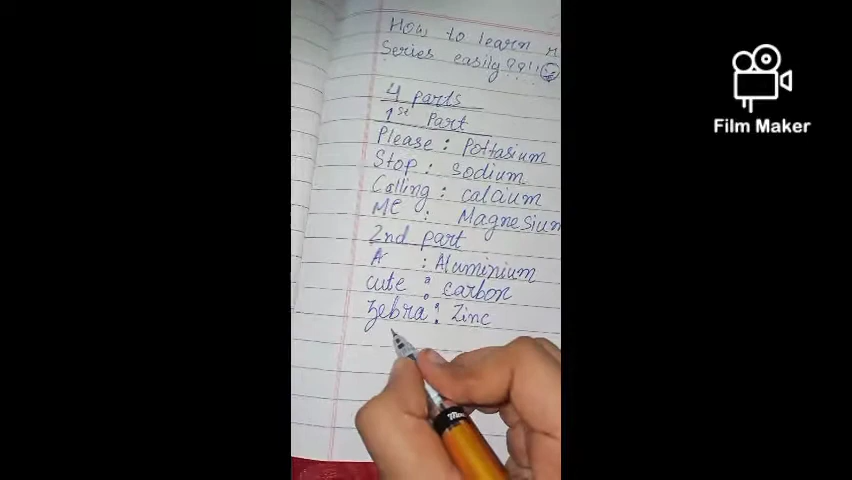 How to learn
Series easily??!!
4 parts
1st Part
Please : Pottasium
Stop : Sodium
Calling : calcium
ME : Magnesium
2nd part
A : Aluminium
cute : carbon
Zebra : Zinc
Film Maker